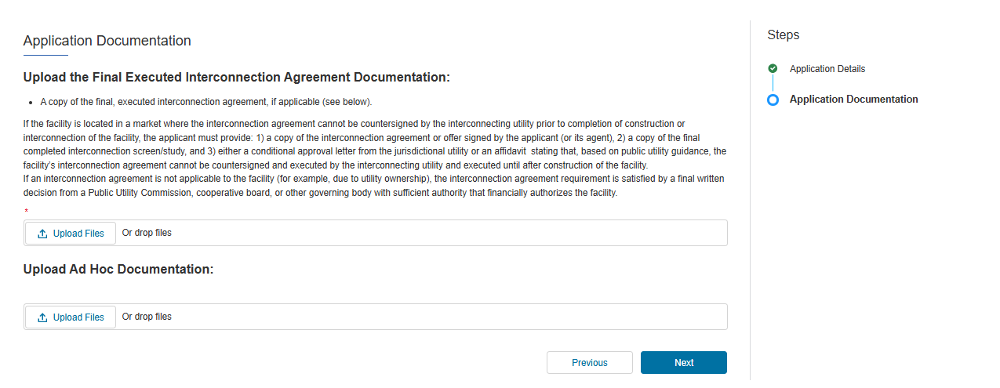 Application Documentation
Steps
Upload the Final Executed Interconnection Agreement Documentation:
Application Details
• A copy of the final, executed interconnection agreement, if applicable (see below).
Application Documentation
If the facility is located in a market where the interconnection agreement cannot be countersigned by the interconnecting utility prior to completion of construction or
interconnection of the facility, the applicant must provide: 1) a copy of the interconnection agreement or offer signed by the applicant (or its agent), 2) a copy of the final
completed interconnection screen/study, and 3) either a conditional approval letter from the jurisdictional utility or an affidavit  stating that, based on public utility guidance, the
facility's interconnection agreement cannot be countersigned and executed by the interconnecting utility and executed until after construction of the facility.
If an interconnection agreement is not applicable to the facility (for example, due to utility ownership), the interconnection agreement requirement is satisfied by a final written
decision from a Public Utility Commission, cooperative board, or other governing body with sufficient authority that financially authorizes the facility.
*
Upload Files Or drop files
Upload Ad Hoc Documentation:
Upload Files Or drop files
Previous Next